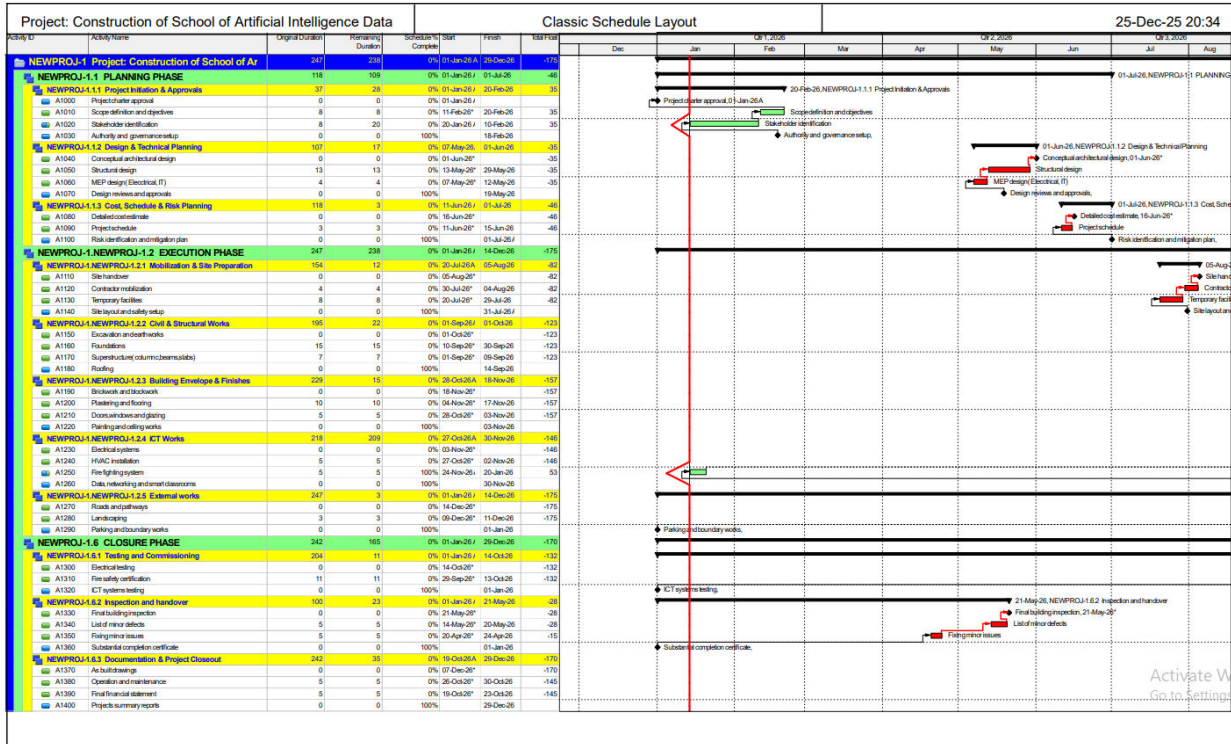 Project: Construction of School of Artificial Intelligence Data Classic Schedule Layout 25-Dec-25 20:34
Activity ID Activity Name Original Duration Remaining Duration Schedule % Complete Start Finish Total Float Qtr 1, 2026 Qtr 2, 2026 Qtr 3, 2026
Dec Jan Feb Mar Apr May Jun Jul Aug
NEWPROJ-1 Project: Construction of School of Ar 247 238 0% 01-Jan-26 A 29-Dec-26 -175
NEWPROJ-1.1 PLANNING PHASE 118 109 0% 01-Jan-26 / 01-Jul-26 -46 01-Jul-26, NEWPROJ-1.1 PLANNING
NEWPROJ-1.1.1 Project Initiation & Approvals 37 28 0% 01-Jan-26 / 20-Feb-26 35 20-Feb-26, NEWPROJ-1.1.1 Project Initiation & Approvals
A1000 Project charter approval 0 0 0% 01-Jan-26 / Project charter approval, 01-Jan-26 A
A1010 Scope definition and objectives 8 8 0% 11-Feb-26* 20-Feb-26 35 Scope definition and objectives
A1020 Stakeholder identification 8 20 0% 20-Jan-26 / 10-Feb-26 35 Stakeholder identification
A1030 Authority and governance setup 0 0 100% 18-Feb-26 Authority and governance setup,
NEWPROJ-1.1.2 Design & Technical Planning 107 17 0% 07-May-26. 01-Jun-26 -35 01-Jun-26, NEWPROJ-1.1.2 Design & Technical Planning
A1040 Conceptual architectural design 0 0 0% 01-Jun-26* -35 Conceptual architectural design, 01-Jun-26*
A1050 Structural design 13 13 0% 13-May-26* 29-May-26 -35 Structural design
A1060 MEP design( Elecctrical, IT) 4 4 0% 07-May-26* 12-May-26 -35 MEP design( Elecctrical, IT)
A1070 Design reviews and approvals 0 0 100% 19-May-26 Design reviews and approvals,
NEWPROJ-1.1.3 Cost, Schedule & Risk Planning 118 3 0% 11-Jun-26 / 01-Jul-26 -46 01-Jul-26, NEWPROJ-1.1.3 Cost, Sche
A1080 Detailed cost estimate 0 0 0% 16-Jun-26* -46 Detailed cost estimate, 16-Jun-26*
A1090 Project schedule 3 3 0% 11-Jun-26* 15-Jun-26 -46 Project schedule
A1100 Risk identification and mitigation plan 0 0 100% 01-Jul-26 / Risk identification and mitigation plan,
NEWPROJ-1.NEWPROJ-1.2 EXECUTION PHASE 247 238 0% 01-Jan-26 / 14-Dec-26 -175
NEWPROJ-1.NEWPROJ-1.2.1 Mobilization & Site Preparation 154 12 0% 20-Jul-26A 05-Aug-26 -82 05-Aug-2
A1110 Site handover 0 0 0% 05-Aug-26* -82 Site hand
A1120 Contractor mobilization 4 4 0% 30-Jul-26* 04-Aug-26 -82 Contractor
A1130 Temporary facilities 8 8 0% 20-Jul-26* 29-Jul-26 -82 Temporary facili
A1140 Site layout and safety setup 0 0 100% 31-Jul-26 / Site layout an
NEWPROJ-1.NEWPROJ-1.2.2 Civil & Structural Works 195 22 0% 01-Sep-26 / 01-Oct-26 -123
A1150 Excavation and earthworks 0 0 0% 01-Oct-26* -123
A1160 Foundations 15 15 0% 10-Sep-26* 30-Sep-26 -123
A1170 Superstructure( columnc,beams,slabs) 7 7 0% 01-Sep-26* 09-Sep-26 -123
A1180 Roofing 0 0 100% 14-Sep-26
NEWPROJ-1.NEWPROJ-1.2.3 Building Envelope & Finishes 229 15 0% 28-Oct-26A 18-Nov-26 -157
A1190 Brickwork and blockwork 0 0 0% 18-Nov-26* -157
A1200 Plastering and flooring 10 10 0% 04-Nov-26* 17-Nov-26 -157
A1210 Doors,windows and glazing 5 5 0% 28-Oct-26* 03-Nov-26 -157
A1220 Painting and ceiling works 0 0 100% 03-Nov-26
NEWPROJ-1.NEWPROJ-1.2.4 ICT Works 218 209 0% 27-Oct-26A 30-Nov-26 -146
A1230 Electrical systems 0 0 0% 03-Nov-26* -146
A1240 HVAC installation 5 5 0% 27-Oct-26* 02-Nov-26 -146
A1250 Fire fighting system 5 5 100% 24-Nov-26 / 20-Jan-26 53
A1260 Data, networking and smart classrooms 0 0 100% 30-Nov-26
NEWPROJ-1.NEWPROJ-1.2.5 External works 247 3 0% 01-Jan-26 / 14-Dec-26 -175
A1270 Roads and pathways 0 0 0% 14-Dec-26* -175
A1280 Landscaping 3 3 0% 09-Dec-26* 11-Dec-26 -175
A1290 Parking and boundary works 0 0 100% 01-Jan-26 Parking and boundary works,
NEWPROJ-1.6 CLOSURE PHASE 242 165 0% 01-Jan-26 / 29-Dec-26 -170
NEWPROJ-1.6.1 Testing and Commissioning 204 11 0% 01-Jan-26 / 14-Oct-26 -132
A1300 Electrical testing 0 0 0% 14-Oct-26* -132
A1310 Fire safety certification 11 11 0% 29-Sep-26* 13-Oct-26 -132
A1320 ICT systems testing 0 0 100% 01-Jan-26 ICT systems testing,
NEWPROJ-1.6.2 Inspection and handover 100 23 0% 01-Jan-26 / 21-May-26 -28 21-May-26, NEWPROJ-1.6.2 Inspection and handover
A1330 Final building inspection 0 0 0% 21-May-26* -28 Final building inspection, 21-May-26*
A1340 List of minor defects 5 5 0% 14-May-26* 20-May-26 -28 List of minor defects
A1350 Fixing minor issues 5 5 0% 20-Apr-26* 24-Apr-26 -15 Fixing minor issues
A1360 Substantial completion certificate 0 0 100% 01-Jan-26 Substantial completion certificate,
NEWPROJ-1.6.3 Documentation & Project Closeout 242 35 0% 19-Oct-26A 29-Dec-26 -170
A1370 As built drawings 0 0 0% 07-Dec-26* -170
A1380 Operation and maintenance 5 5 0% 26-Oct-26* 30-Oct-26 -145
A1390 Final financial statement 5 5 0% 19-Oct-26* 23-Oct-26 -145
A1400 Projects summary reports 0 0 100% 29-Dec-26
Activate W
Go to Settings